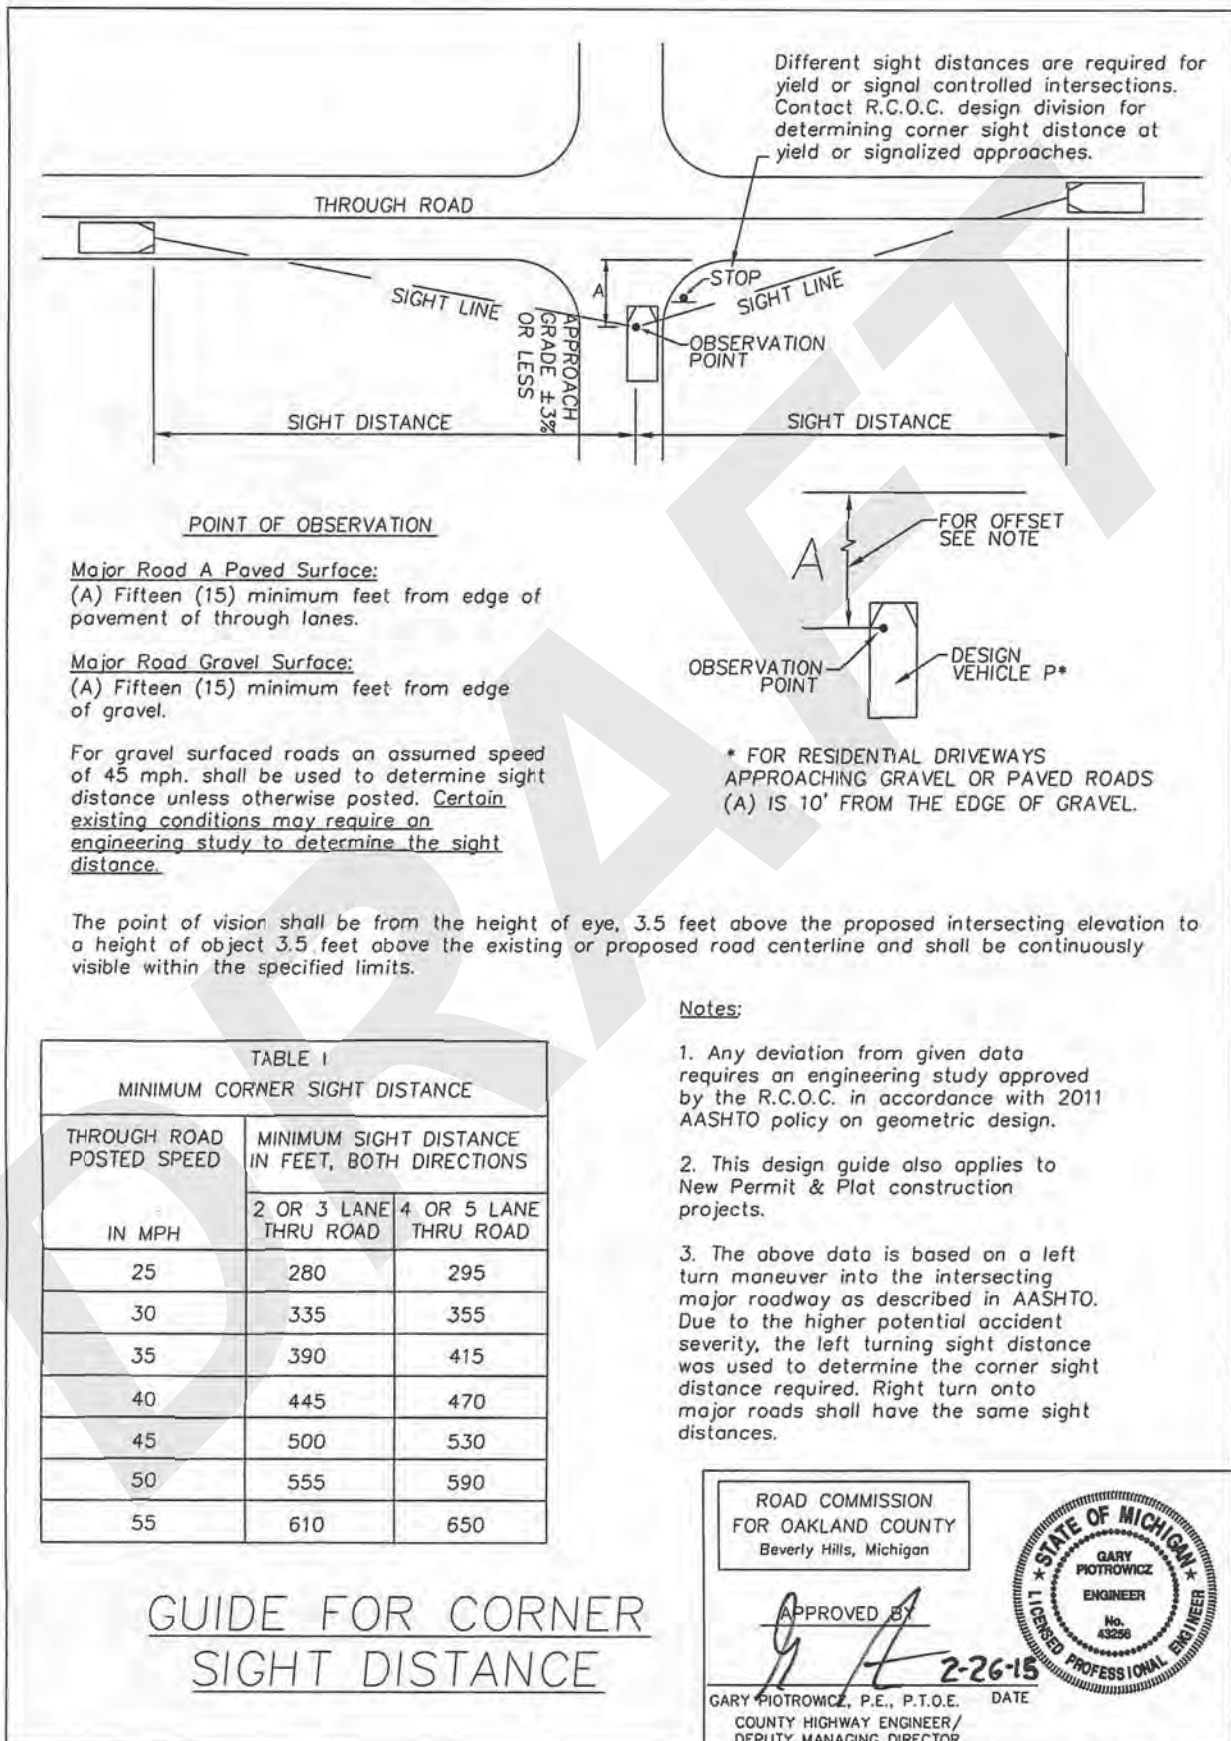 Different sight distances are required for
yield or signal controlled intersections.
Contact R.C.O.C. design division for
determining corner sight distance at
yield or signalized approaches.
THROUGH ROAD
A
STOP
SIGHT LINE
SIGHT LINE
OBSERVATION
POINT
APPROACH
GRADE ±3%
OR LESS
SIGHT DISTANCE
SIGHT DISTANCE
POINT OF OBSERVATION
Major Road A Paved Surface:
(A) Fifteen (15) minimum feet from edge of
pavement of through lanes.
Major Road Gravel Surface:
(A) Fifteen (15) minimum feet from edge
of gravel.
For gravel surfaced roads an assumed speed
of 45 mph. shall be used to determine sight
distance unless otherwise posted. Certain
existing conditions may require an
engineering study to determine the sight
distance.
A
FOR OFFSET
SEE NOTE
OBSERVATION
POINT
DESIGN
VEHICLE P*
* FOR RESIDENTIAL DRIVEWAYS
APPROACHING GRAVEL OR PAVED ROADS
(A) IS 10' FROM THE EDGE OF GRAVEL.
The point of vision shall be from the height of eye, 3.5 feet above the proposed intersecting elevation to
a height of object 3.5 feet above the existing or proposed road centerline and shall be continuously
visible within the specified limits.
TABLE I
MINIMUM CORNER SIGHT DISTANCE
THROUGH ROAD
POSTED SPEED
IN MPH
MINIMUM SIGHT DISTANCE
IN FEET, BOTH DIRECTIONS
2 OR 3 LANE
THRU ROAD
4 OR 5 LANE
THRU ROAD
25 280 295
30 335 355
35 390 415
40 445 470
45 500 530
50 555 590
55 610 650
Notes:
1. Any deviation from given data
requires an engineering study approved
by the R.C.O.C. in accordance with 2011
AASHTO policy on geometric design.
2. This design guide also applies to
New Permit & Plat construction
projects.
3. The above data is based on a left
turn maneuver into the intersecting
major roadway as described in AASHTO.
Due to the higher potential accident
severity, the left turning sight distance
was used to determine the corner sight
distance required. Right turn onto
major roads shall have the same sight
distances.
GUIDE FOR CORNER
SIGHT DISTANCE
ROAD COMMISSION
FOR OAKLAND COUNTY
Beverly Hills, Michigan
APPROVED BY
2-26-15
GARY PIOTROWICZ, P.E., P.T.O.E. DATE
COUNTY HIGHWAY ENGINEER/
DEPUTY MANAGING DIRECTOR
STATE OF MICHIGAN
GARY
PIOTROWICZ
ENGINEER
No.
43256
LICENSED PROFESSIONAL ENGINEER
DRAFT